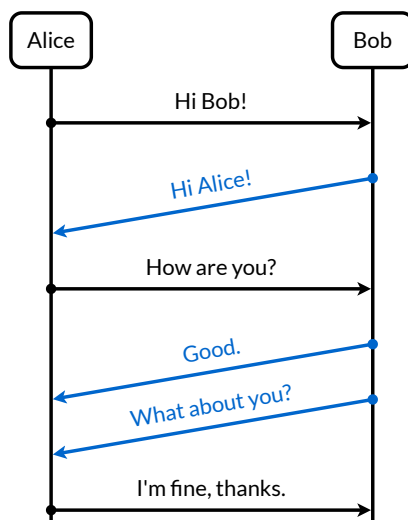 Alice
Bob
Hi Bob!
Hi Alice!
How are you?
Good.
What about you?
I'm fine, thanks.